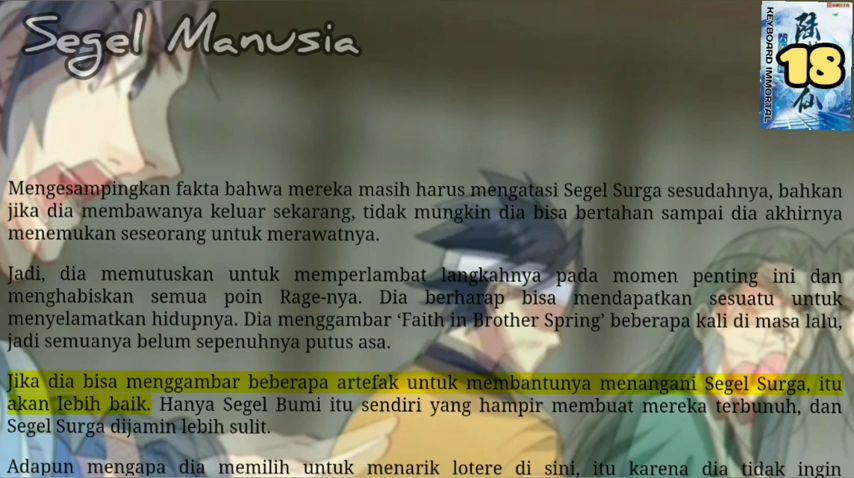 Segel Manusia
KEYBOARD IMMORTAL
18
Mengesampingkan fakta bahwa mereka masih harus mengatasi Segel Surga sesudahnya, bahkan
jika dia membawanya keluar sekarang, tidak mungkin dia bisa bertahan sampai dia akhirnya
menemukan seseorang untuk merawatnya.
Jadi, dia memutuskan untuk memperlambat langkahnya pada momen penting ini dan
menghabiskan semua poin Rage-nya. Dia berharap bisa mendapatkan sesuatu untuk
menyelamatkan hidupnya. Dia menggambar ‘Faith in Brother Spring’ beberapa kali di masa lalu,
jadi semuanya belum sepenuhnya putus asa.
Jika dia bisa menggambar beberapa artefak untuk membantunya menangani Segel Surga, itu
akan lebih baik. Hanya Segel Bumi itu sendiri yang hampir membuat mereka terbunuh, dan
Segel Surga dijamin lebih sulit.
Adapun mengapa dia memilih untuk menarik lotere di sini, itu karena dia tidak ingin